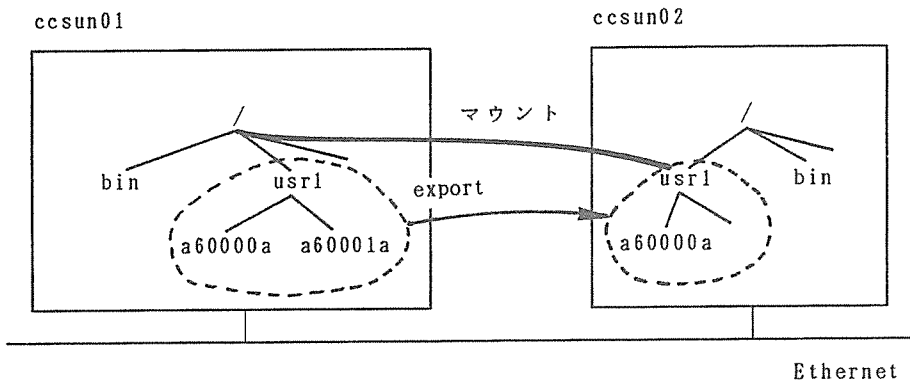 ccsun01
ccsun02
/
マウント
/
bin
usr1
export
usr1
bin
a60000a
a60001a
a60000a
Ethernet